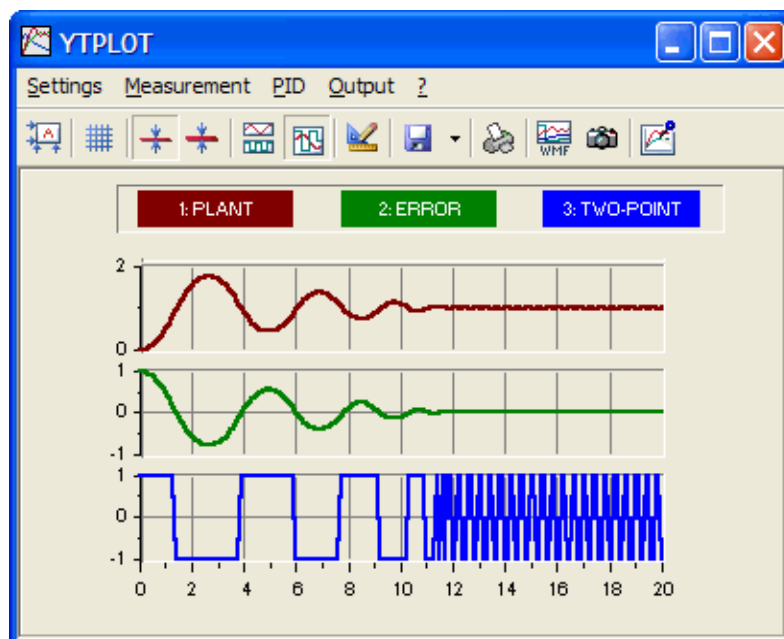 YTPLOT
Settings Measurement PID Output ?
A
WMF
1: PLANT 2: ERROR 3: TWO-POINT
2
0
1
0
-1
1
0
-1
0 2 4 6 8 10 12 14 16 18 20